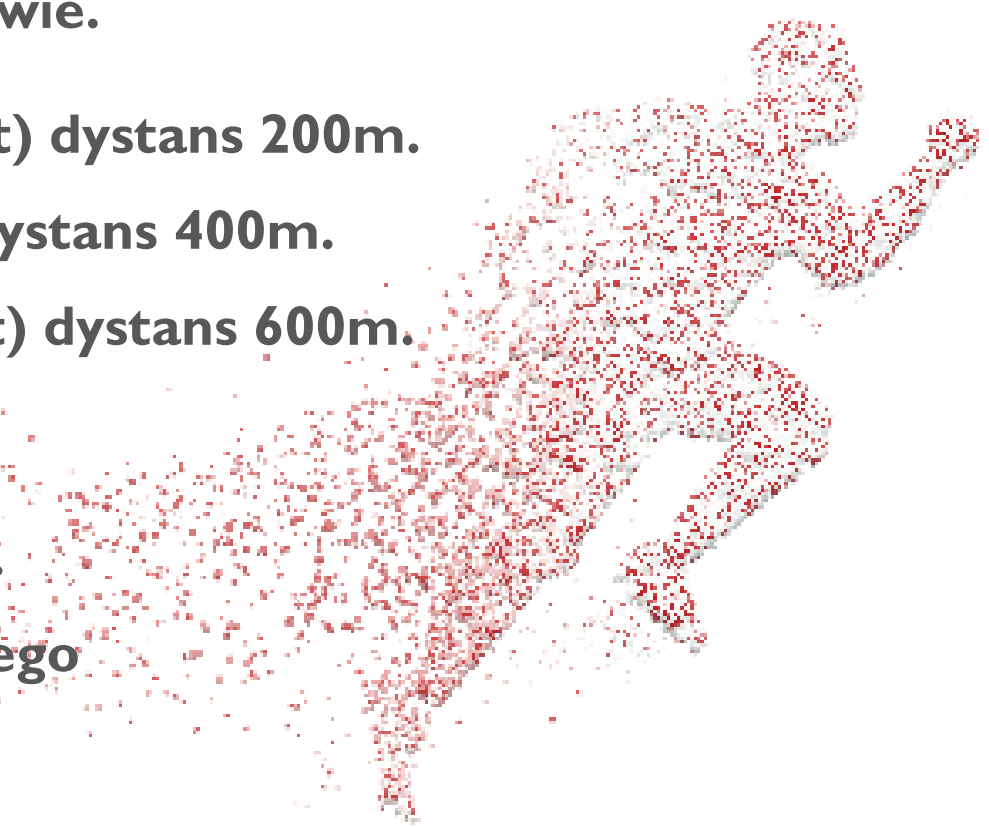 wie.
t) dystans 200m.
ystans 400m.
t) dystans 600m.
.
ego